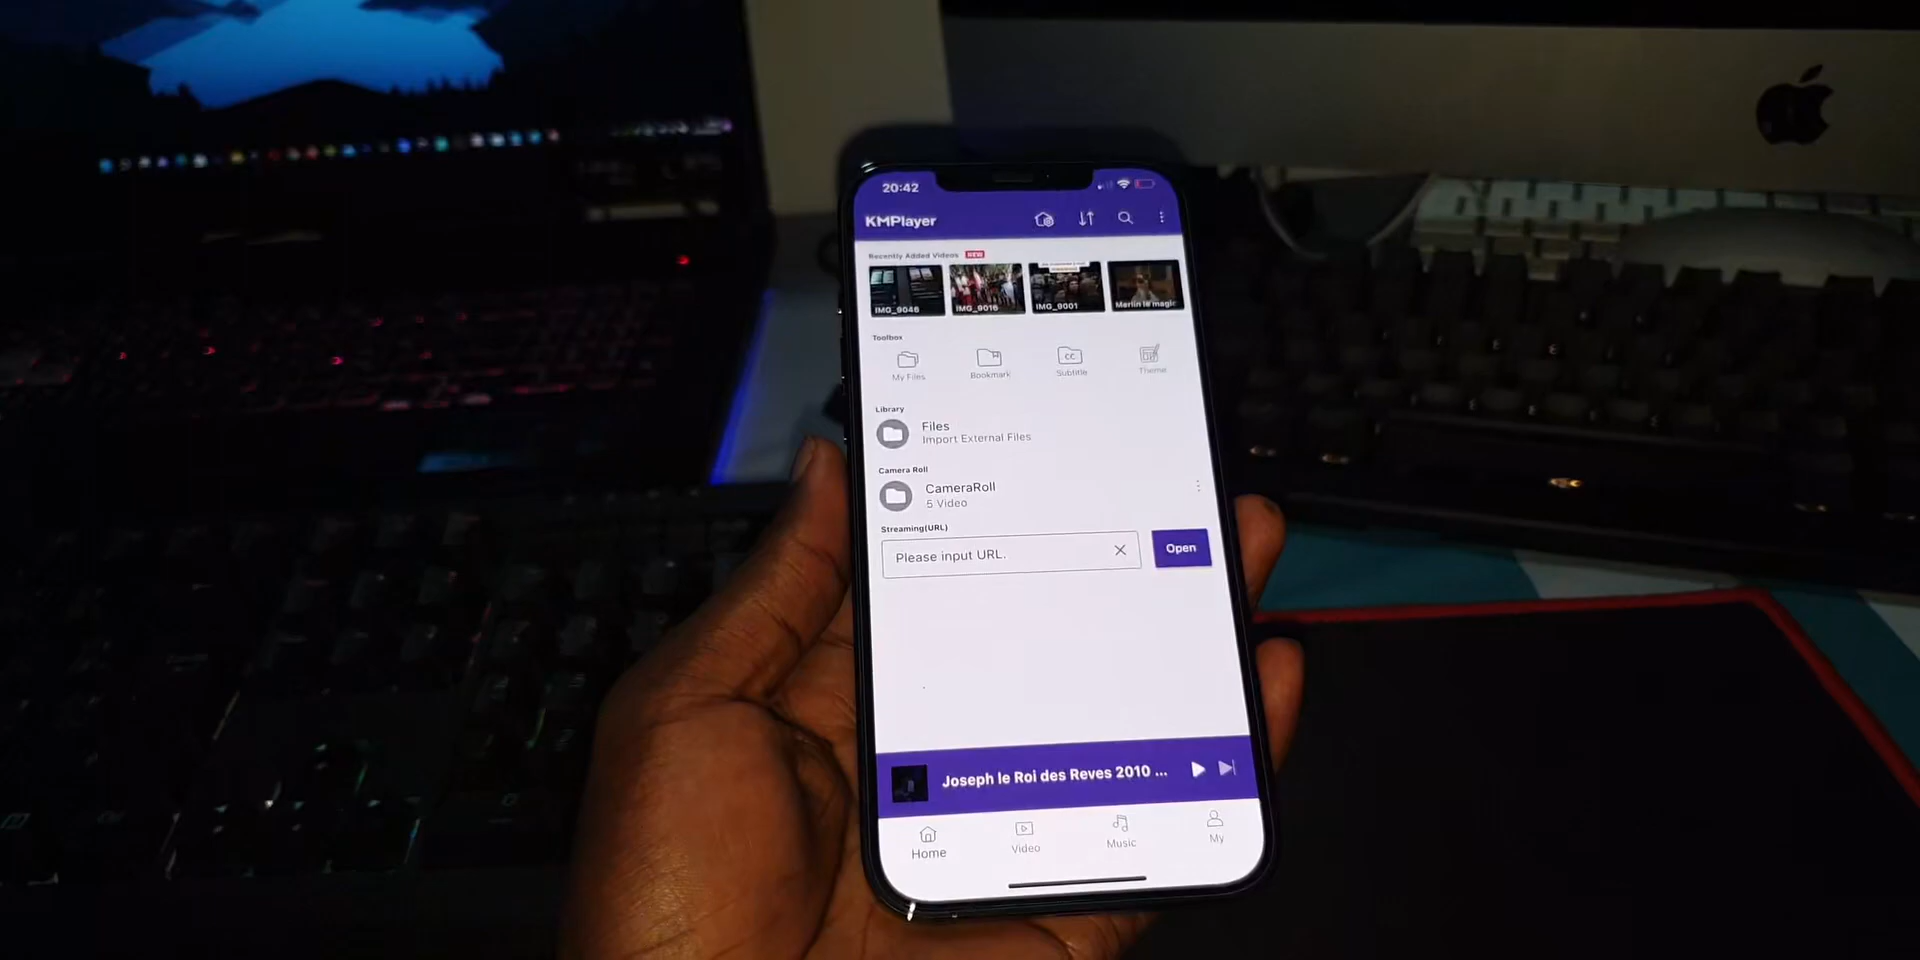 20:42
KMPlayer
Recently Added Videos NEW
IMG_9046
IMG_9016
IMG_9001
Merlin le magic
Toolbox
My Files
Bookmark
CC
Subtitle
Theme
Library
Files
Import External Files
Camera Roll
CameraRoll
5 Video
Streaming(URL)
Please input URL.
Open
Joseph le Roi des Reves 2010 ...
Home
Video
Music
My